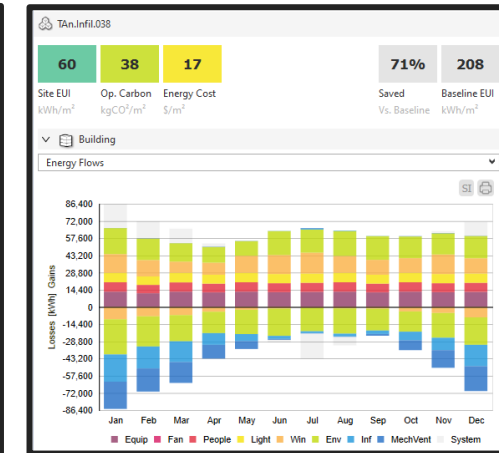 TAn.Infil.038
60 38 17 71% 208
Site EUI Op. Carbon Energy Cost Saved Baseline EUI
kWh/m² kgCO²/m² $/m² Vs. Baseline kWh/m²
Building
Energy Flows
SI
86,400
72,000
57,600
43,200
28,800
14,400
0
-14,400
-28,800
-43,200
-57,600
-72,000
-86,400
Losses [kWh] Gains
Jan Feb Mar Apr May Jun Jul Aug Sep Oct Nov Dec
Equip Fan People Light Win Env Inf MechVent System